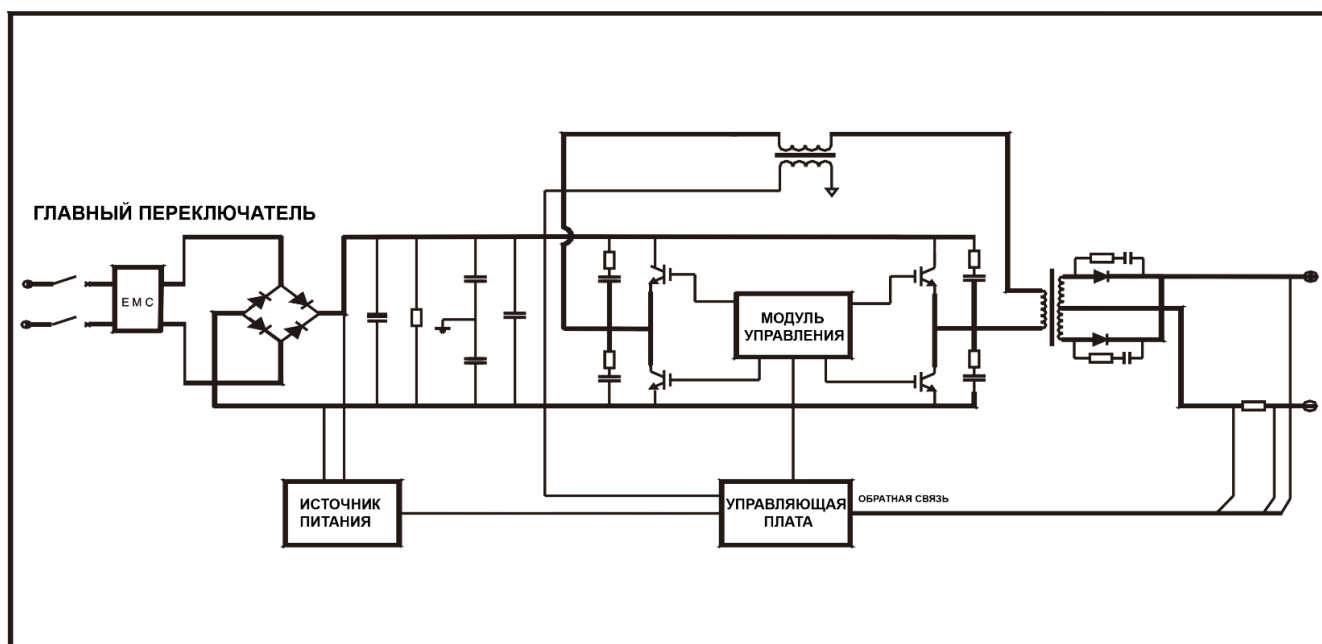 ГЛАВНЫЙ ПЕРЕКЛЮЧАТЕЛЬ
EMC
МОДУЛЬ
УПРАВЛЕНИЯ
ИСТОЧНИК
ПИТАНИЯ
УПРАВЛЯЮЩАЯ
ПЛАТА
ОБРАТНАЯ СВЯЗЬ